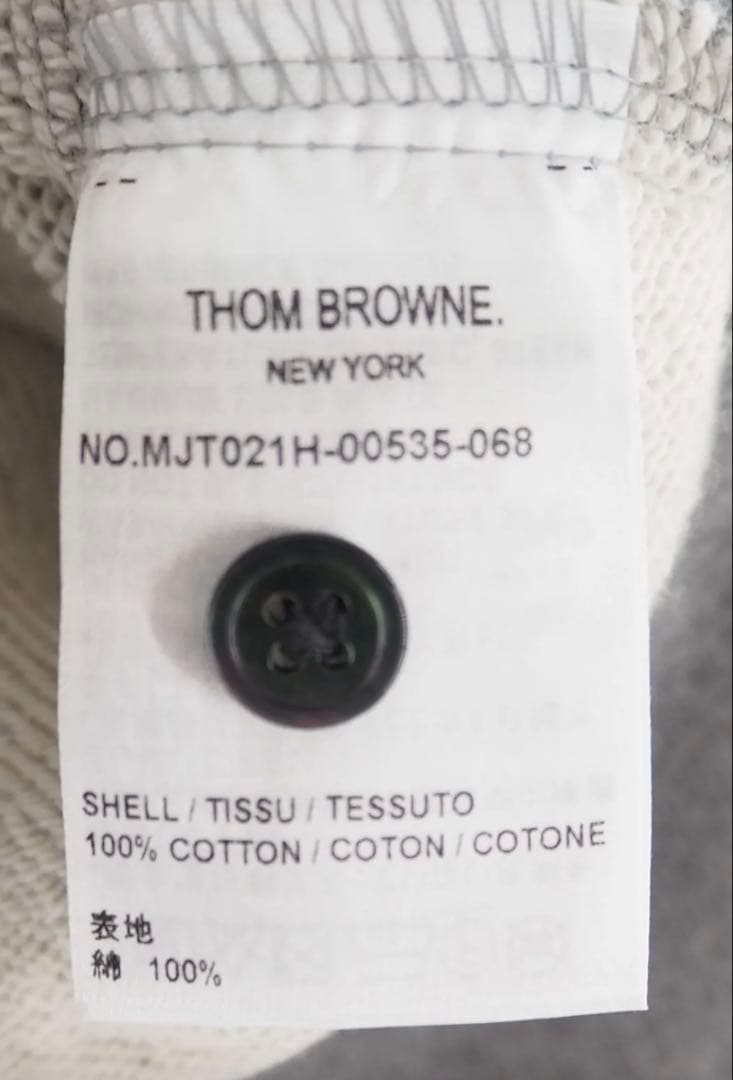 THOM BROWNE.
NEW YORK
NO.MJT021H-00535-068
SHELL / TISSU / TESSUTO
100% COTTON / COTON / COTONE
表地
綿 100%